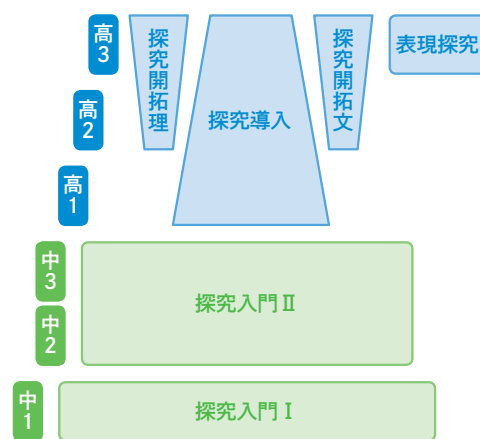 高3
探究開拓理
探究開拓文
表現探究
高2
探究導入
高1
中3
探究入門Ⅱ
中2
中1
探究入門Ⅰ